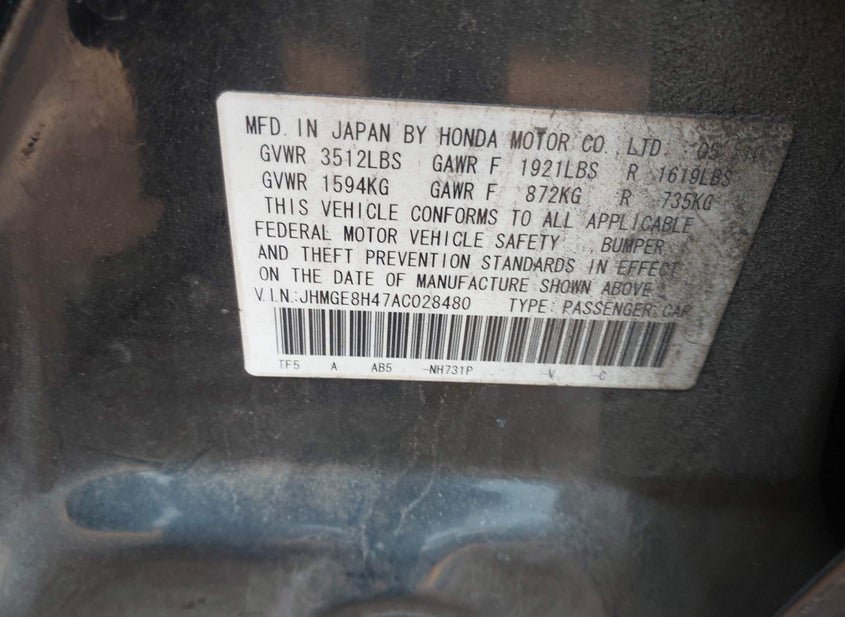 MFD. IN JAPAN BY HONDA MOTOR CO., LTD.
GVWR 3512LBS GAWR F 1921LBS R 1619LBS
GVWR 1594KG GAWR F 872KG R 735KG
THIS VEHICLE CONFORMS TO ALL APPLICABLE
FEDERAL MOTOR VEHICLE SAFETY, BUMPER,
AND THEFT PREVENTION STANDARDS IN EFFECT
ON THE DATE OF MANUFACTURE SHOWN ABOVE.
V.I.N.:JHMGE8H47AC028480 TYPE: PASSENGER CAR
TF5 A AB5 -NH731P -V -C